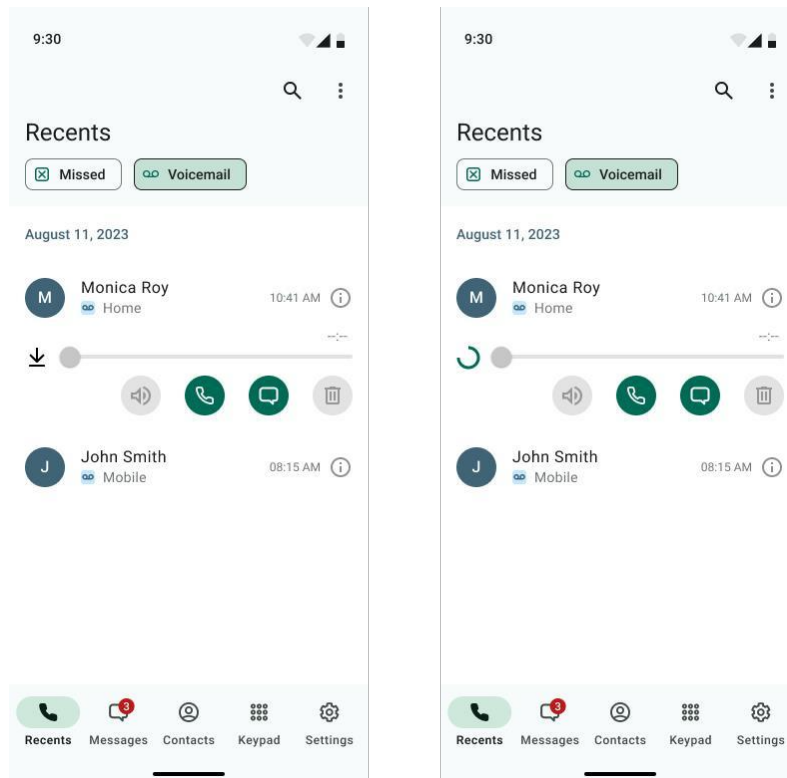 9:30
Recents
Missed Voicemail
August 11, 2023
M Monica Roy
Home 10:41 AM
--:--
J John Smith
Mobile 08:15 AM
3
Recents Messages Contacts Keypad Settings
9:30
Recents
Missed Voicemail
August 11, 2023
M Monica Roy
Home 10:41 AM
--:--
J John Smith
Mobile 08:15 AM
3
Recents Messages Contacts Keypad Settings